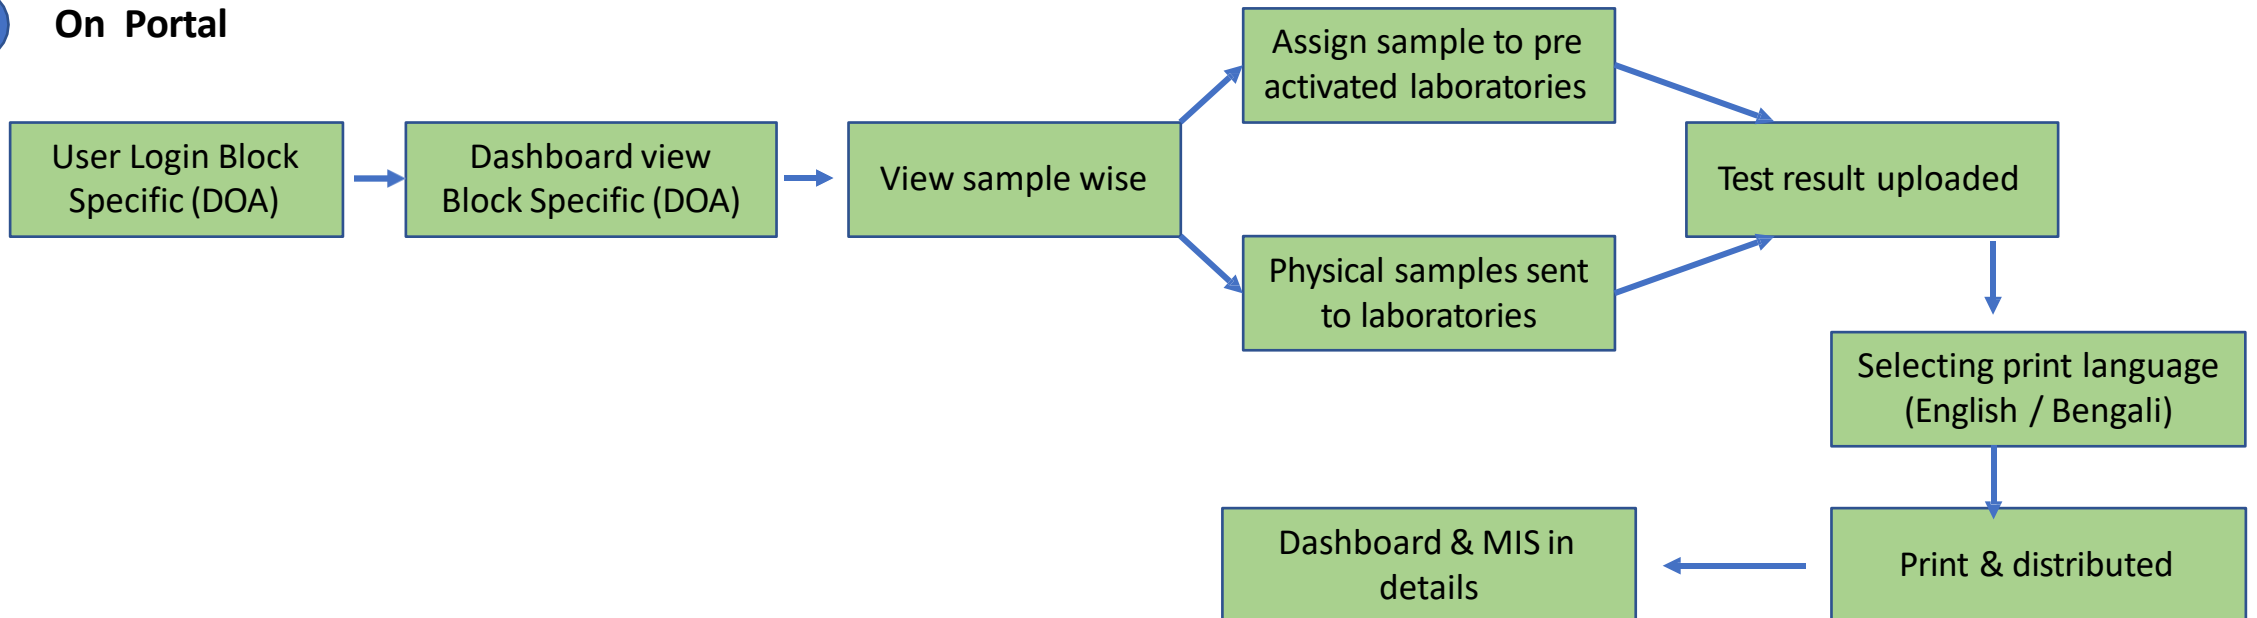 On Portal
User Login Block
Specific (DOA)
Dashboard view
Block Specific (DOA)
View sample wise
Assign sample to pre
activated laboratories
Physical samples sent
to laboratories
Test result uploaded
Selecting print language
(English / Bengali)
Print & distributed
Dashboard & MIS in
details